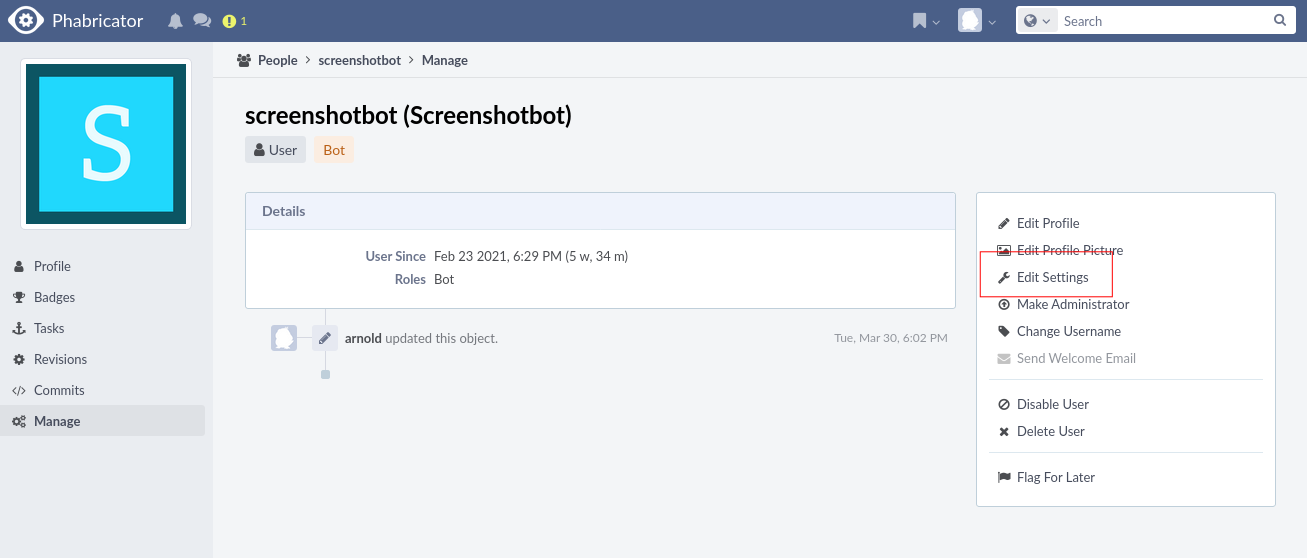 Phabricator
1
Search
S
People > screenshotbot > Manage
screenshotbot (Screenshotbot)
User Bot
Profile
Badges
Tasks
Revisions
Commits
Manage
Details
User Since Feb 23 2021, 6:29 PM (5 w, 34 m)
Roles Bot
arnold updated this object. Tue, Mar 30, 6:02 PM
Edit Profile
Edit Profile Picture
Edit Settings
Make Administrator
Change Username
Send Welcome Email
Disable User
Delete User
Flag For Later